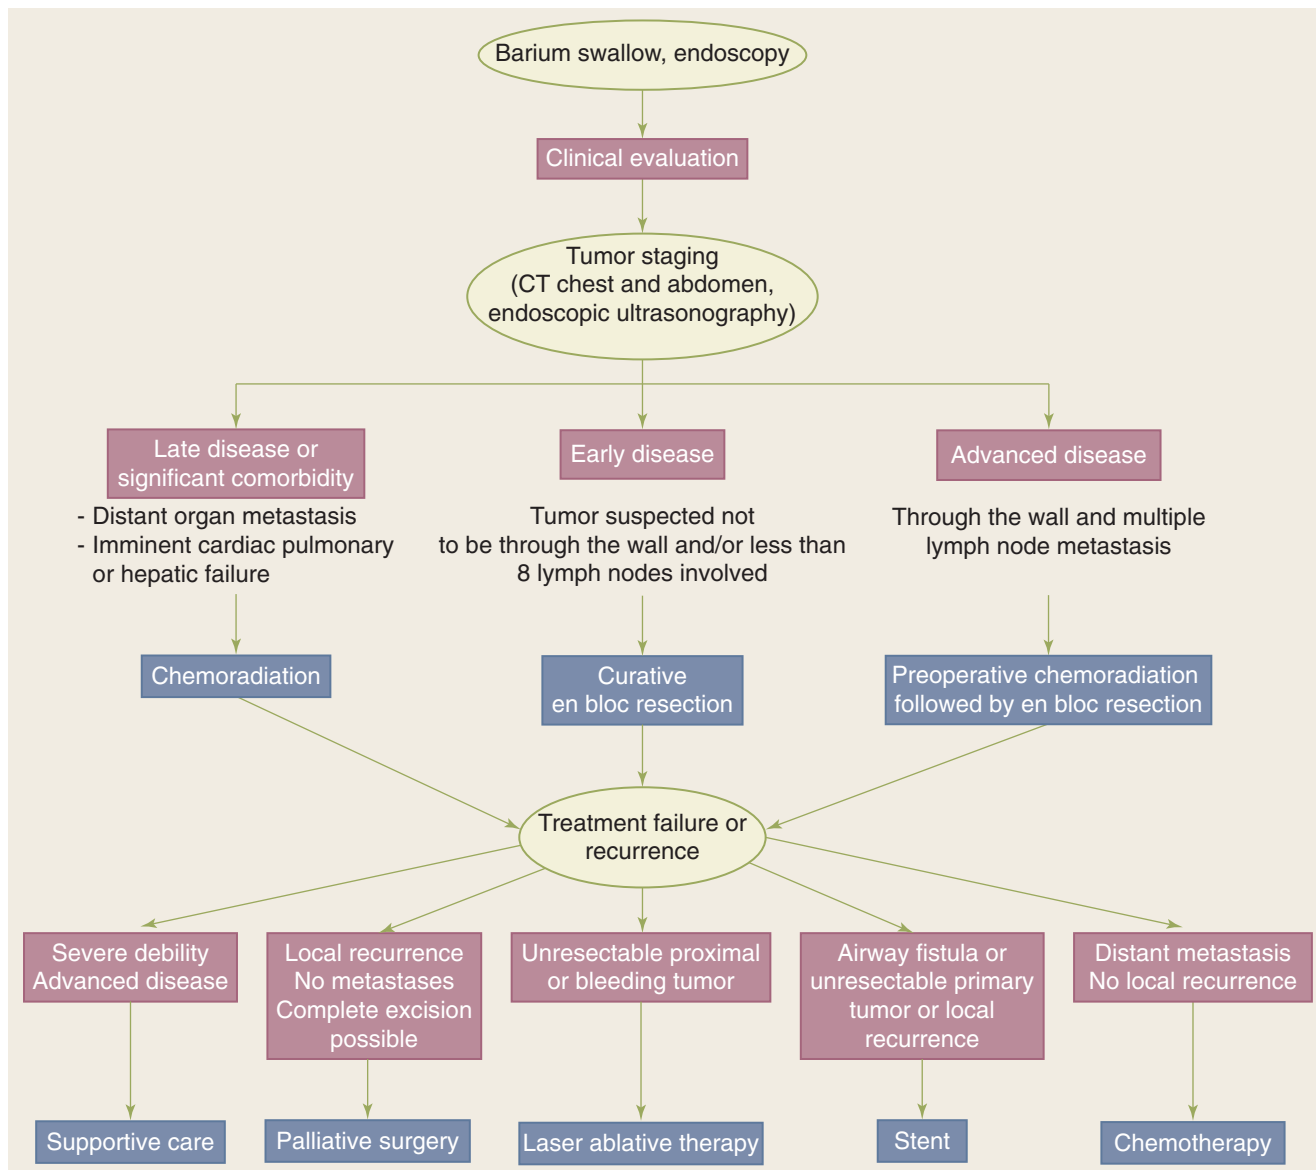 Barium swallow, endoscopy
Clinical evaluation
Tumor staging
(CT chest and abdomen,
endoscopic ultrasonography)
Late disease or
significant comorbidity
- Distant organ metastasis
- Imminent cardiac pulmonary
or hepatic failure
Early disease
Tumor suspected not
to be through the wall and/or less than
8 lymph nodes involved
Advanced disease
Through the wall and multiple
lymph node metastasis
Chemoradiation
Curative
en bloc resection
Preoperative chemoradiation
followed by en bloc resection
Treatment failure or
recurrence
Severe debility
Advanced disease
Local recurrence
No metastases
Complete excision
possible
Unresectable proximal
or bleeding tumor
Airway fistula or
unresectable primary
tumor or local
recurrence
Distant metastasis
No local recurrence
Supportive care
Palliative surgery
Laser ablative therapy
Stent
Chemotherapy